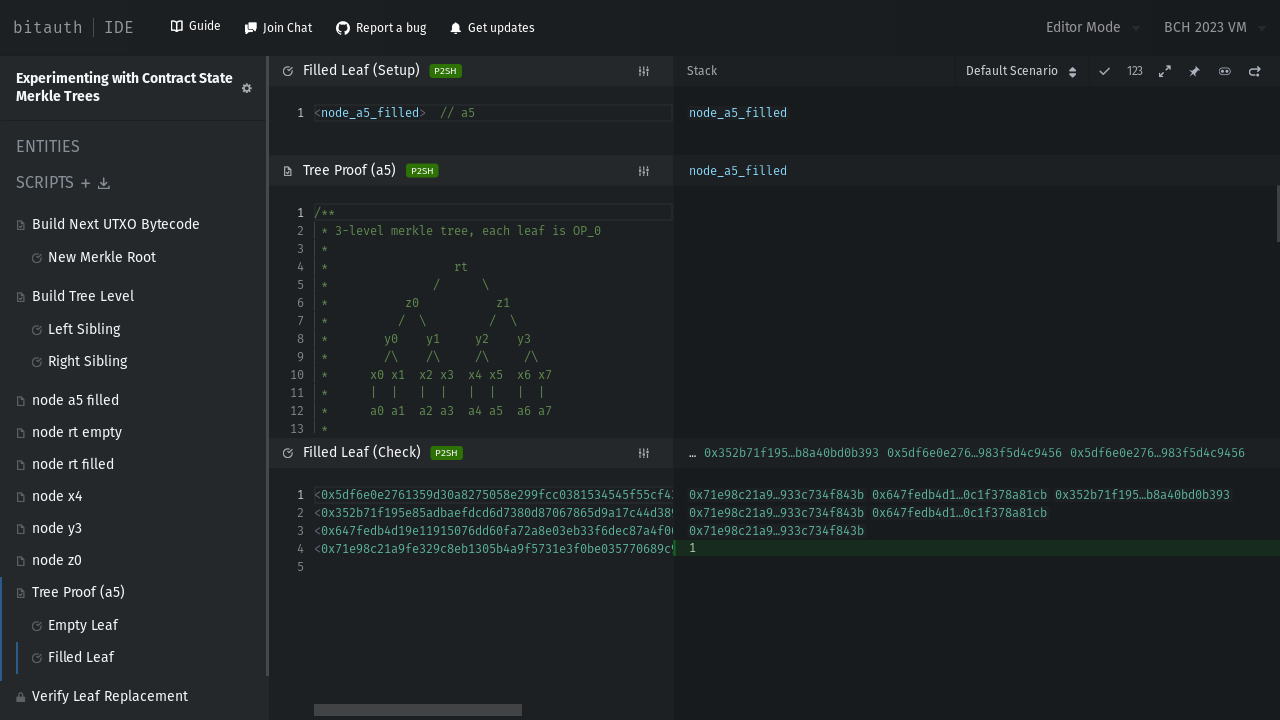 bitauth IDE Guide Join Chat Report a bug Get updates Editor Mode BCH 2023 VM
Experimenting with Contract State
Merkle Trees
ENTITIES
SCRIPTS +
Build Next UTXO Bytecode
New Merkle Root
Build Tree Level
Left Sibling
Right Sibling
node a5 filled
node rt empty
node rt filled
node x4
node y3
node z0
Tree Proof (a5)
Empty Leaf
Filled Leaf
Verify Leaf Replacement
Filled Leaf (Setup) P2SH
1 <node_a5_filled> // a5
Tree Proof (a5) P2SH
1 /**
2 * 3-level merkle tree, each leaf is OP_0
3 *
4 * rt
5 * / \
6 * z0 z1
7 * / \ / \
8 * y0 y1 y2 y3
9 * /\ /\ /\ /\
10 * x0 x1 x2 x3 x4 x5 x6 x7
11 * | | | | | | | |
12 * a0 a1 a2 a3 a4 a5 a6 a7
13 *
Filled Leaf (Check) P2SH
1 <0x5df6e0e2761359d30a8275058e299fcc0381534545f55cf4
2 <0x352b71f195e85adbaefdcd6d7380d87067865d9a17c44d389
3 <0x647fedb4d19e11915076dd60fa72a8e03eb33f6dec87a4f0
4 <0x71e98c21a9fe329c8eb1305b4a9f5731e3f0be035770689c
5
Stack Default Scenario 123
node_a5_filled
node_a5_filled
… 0x352b71f195…b8a40bd0b393 0x5df6e0e276…983f5d4c9456 0x5df6e0e276…983f5d4c9456
0x71e98c21a9…933c734f843b 0x647fedb4d1…0c1f378a81cb 0x352b71f195…b8a40bd0b393
0x71e98c21a9…933c734f843b 0x647fedb4d1…0c1f378a81cb
0x71e98c21a9…933c734f843b
1